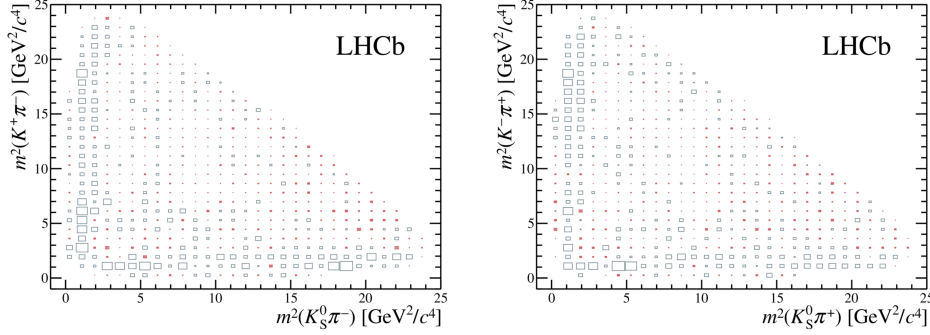 25
20
15
10
5
0
m²(K⁺π⁻) [GeV²/c⁴]
LHCb
0 5 10 15 20 25
m²(K⁰_Sπ⁻) [GeV²/c⁴]
25
20
15
10
5
0
m²(K⁻π⁺) [GeV²/c⁴]
LHCb
0 5 10 15 20 25
m²(K⁰_Sπ⁺) [GeV²/c⁴]